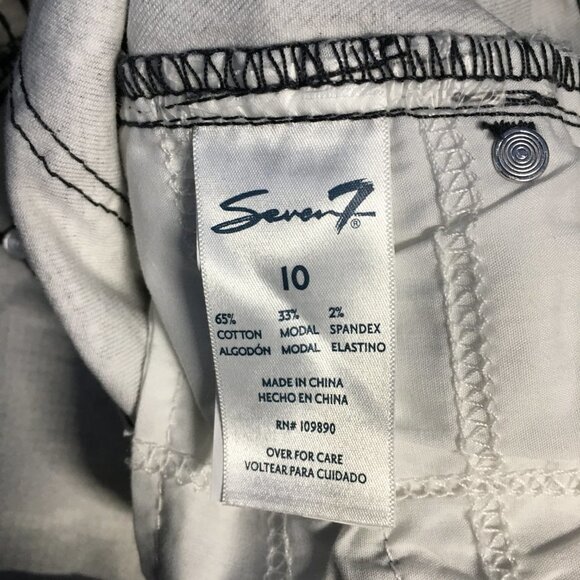 Seven7®
10
65% 33% 2%
COTTON MODAL SPANDEX
ALGODÓN MODAL ELASTINO
MADE IN CHINA
HECHO EN CHINA
RN# 109890
OVER FOR CARE
VOLTEAR PARA CUIDADO